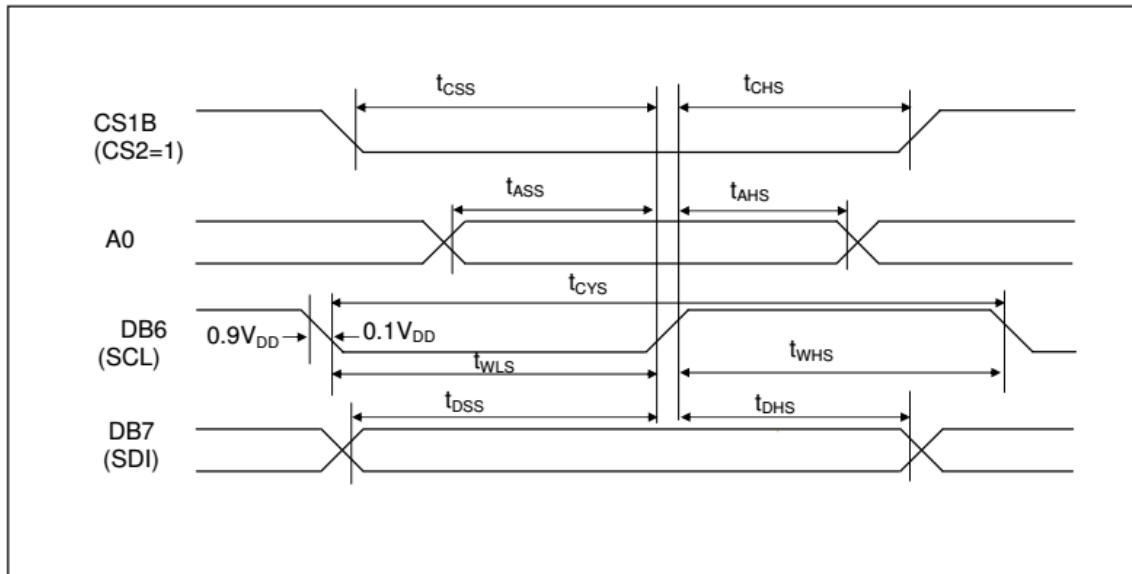 tCSS
tCHS
CS1B
(CS2=1)
tASS
tAHS
A0
tCYS
DB6
(SCL)
0.9VDD
0.1VDD
tWLS
tWHS
tDSS
tDHS
DB7
(SDI)